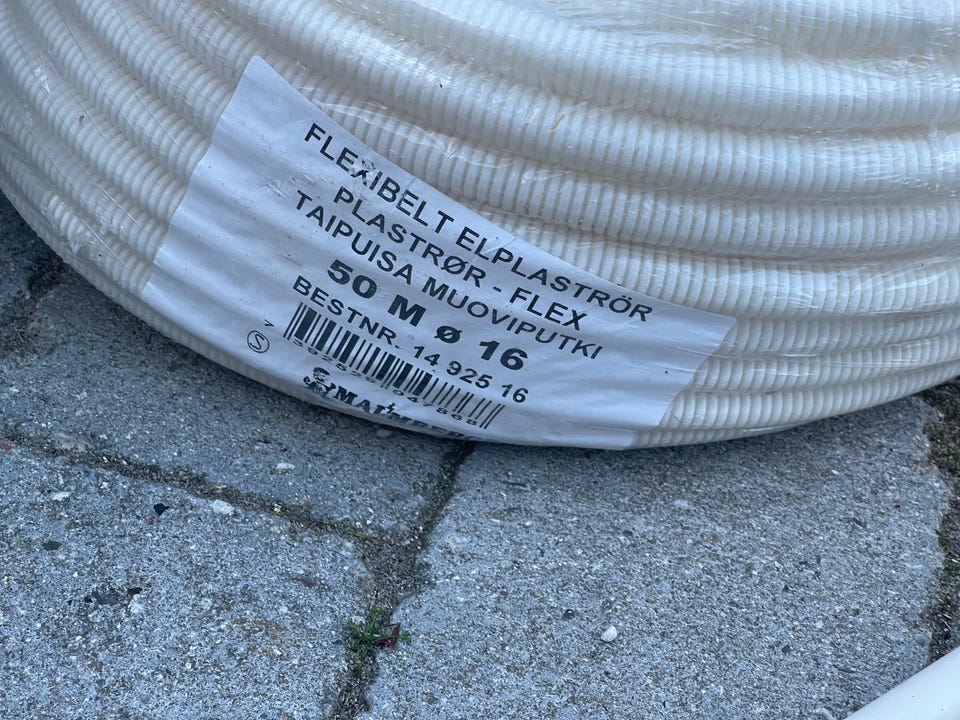 FLEXIBELT ELPLASTRÖR
PLASTRØR - FLEX
TAIPUISA MUOVIPUTKI
50 M ø 16
BESTNR. 14 925 16
S